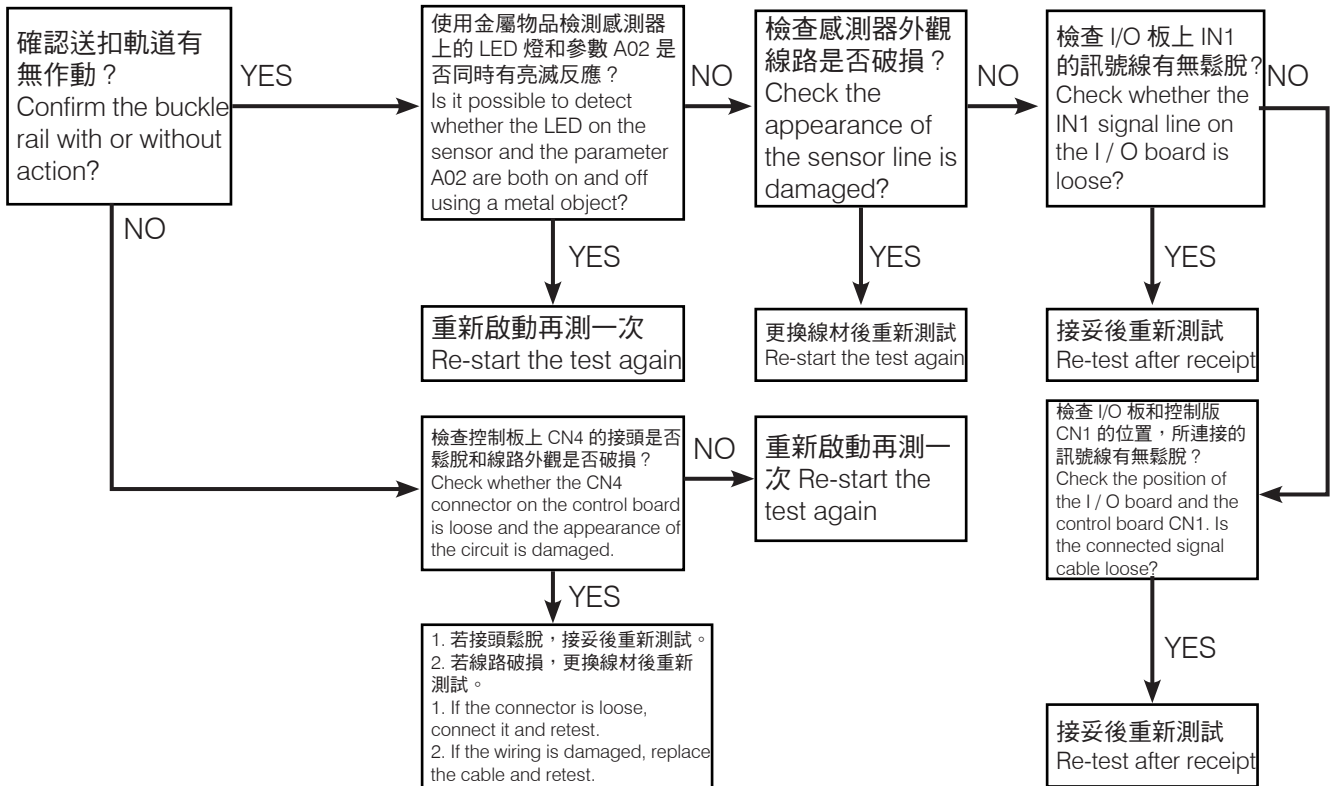 確認送扣軌道有
無作動？
Confirm the buckle
rail with or without
action?
YES
使用金屬物品檢測感測器
上的 LED 燈和參數 A02 是
否同時有亮滅反應？
Is it possible to detect
whether the LED on the
sensor and the parameter
A02 are both on and off
using a metal object?
NO
檢查感測器外觀
線路是否破損？
Check the
appearance of
the sensor line is
damaged?
NO
檢查 I/O 板上 IN1
的訊號線有無鬆脫?
Check whether the
IN1 signal line on
the I / O board is
loose?
NO
NO
YES
YES
YES
重新啟動再測一次
Re-start the test again
更換線材後重新測試
Re-start the test again
接妥後重新測試
Re-test after receipt
檢查控制板上 CN4 的接頭是否
鬆脫和線路外觀是否破損？
Check whether the CN4
connector on the control board
is loose and the appearance of
the circuit is damaged.
NO
重新啟動再測一
次 Re-start the
test again
檢查 I/O 板和控制版
CN1 的位置，所連接的
訊號線有無鬆脫？
Check the position of
the I / O board and the
control board CN1. Is
the connected signal
cable loose?
YES
1. 若接頭鬆脫，接妥後重新測試。
2. 若線路破損，更換線材後重新
測試。
1. If the connector is loose,
connect it and retest.
2. If the wiring is damaged, replace
the cable and retest.
YES
接妥後重新測試
Re-test after receipt